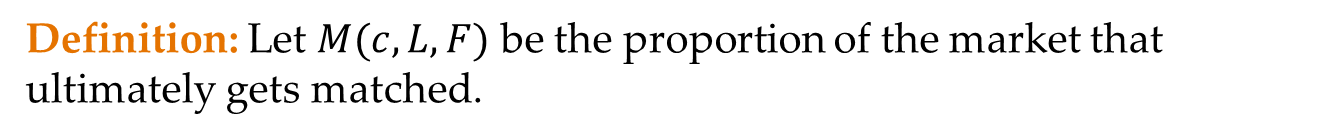 Definition: Let 𝑀(𝑐, 𝐿, 𝐹) be the proportion of the market that
ultimately gets matched.